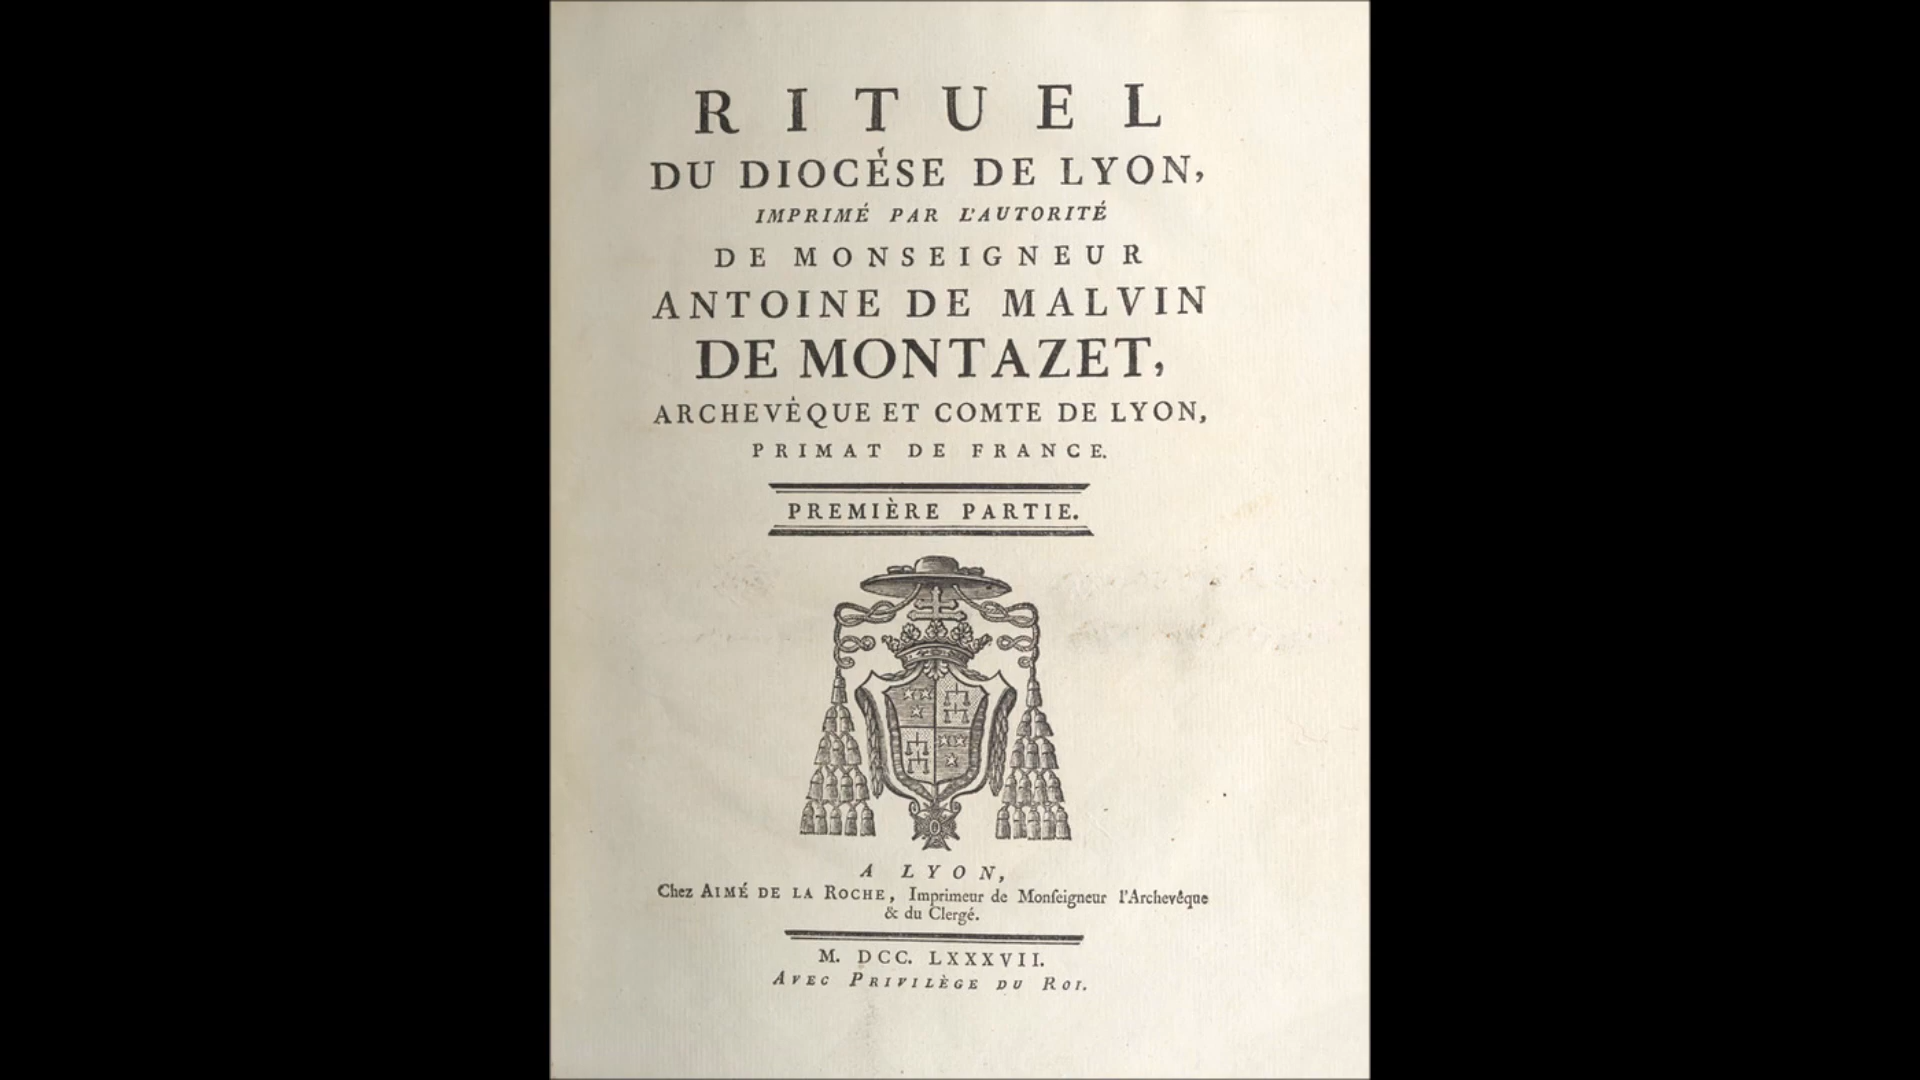 RITUEL
DU DIOCÉSE DE LYON,
IMPRIMÉ PAR L'AUTORITÉ
DE MONSEIGNEUR
ANTOINE DE MALVIN
DE MONTAZET,
ARCHEVÊQUE ET COMTE DE LYON,
PRIMAT DE FRANCE.
PREMIÈRE PARTIE.
A LYON,
Chez AIMÉ DE LA ROCHE, Imprimeur de Monſeigneur l'Archevêque
& du Clergé.
M. DCC. LXXXVII.
AVEC PRIVILÈGE DU ROI.